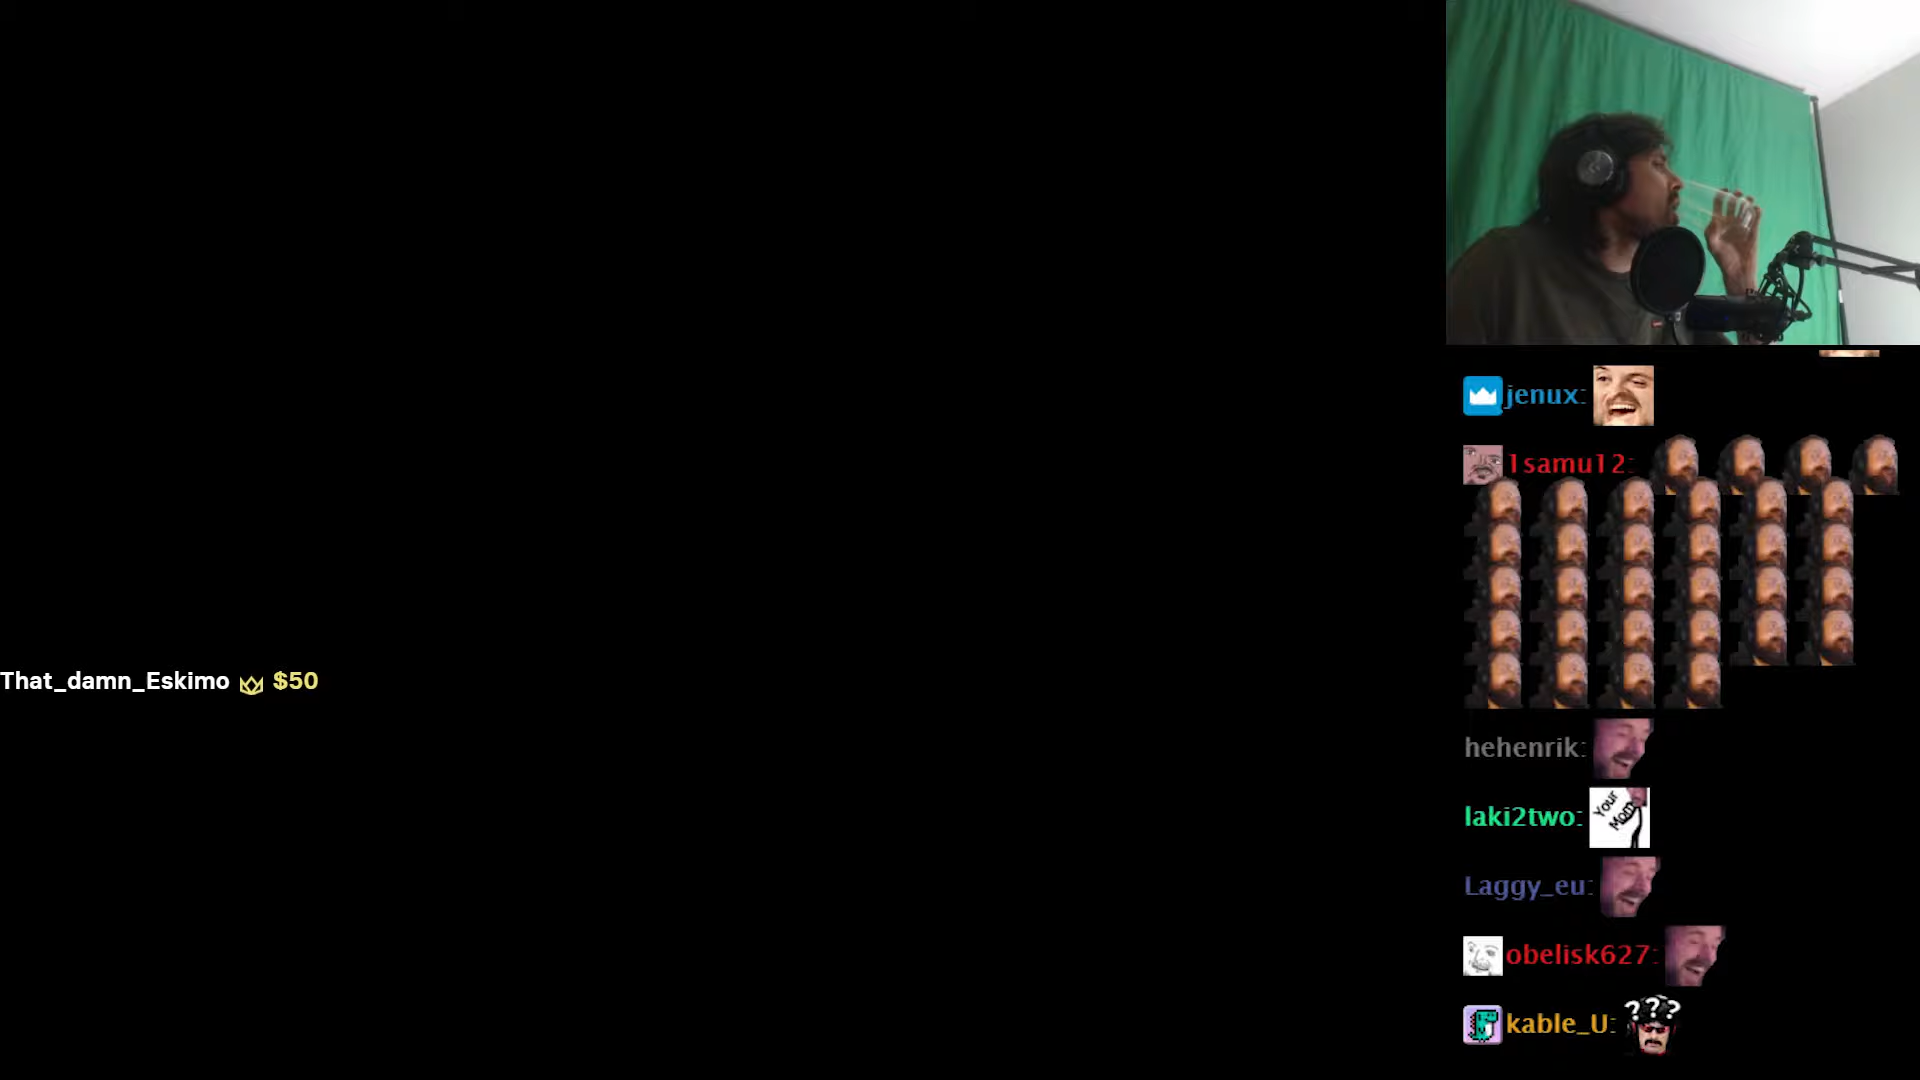 jenux:
1samu12:
That_damn_Eskimo $50
hehenrik:
laki2two: Your Mom
Laggy_eu:
obelisk627:
kable_U: ???